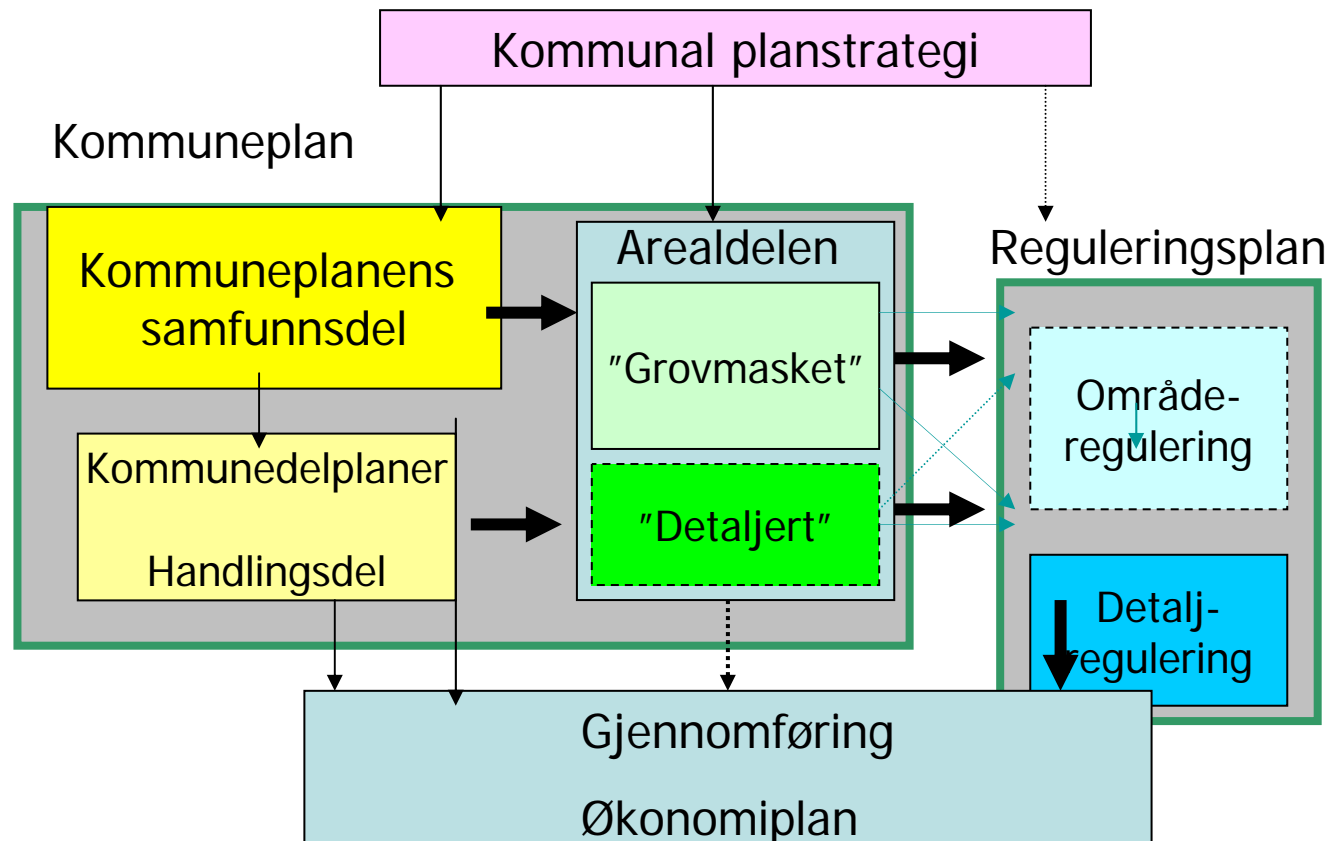 Kommunal planstrategi
Kommuneplan
Kommuneplanens
samfunnsdel
Kommunedelplaner
Handlingsdel
Arealdelen
"Grovmasket"
"Detaljert"
Reguleringsplan
Område-
regulering
Detalj-
regulering
Gjennomføring
Økonomiplan